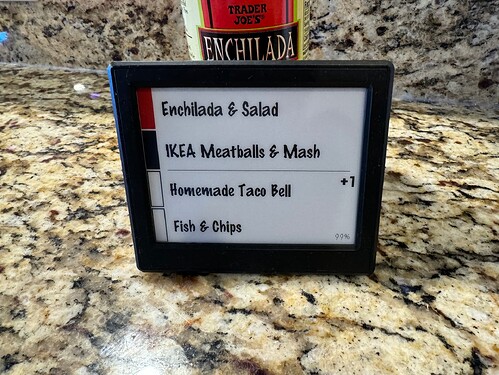 TRADER
JOE'S
ENCHILADA
Enchilada & Salad
IKEA Meatballs & Mash
+1
Homemade Taco Bell
Fish & Chips
99%